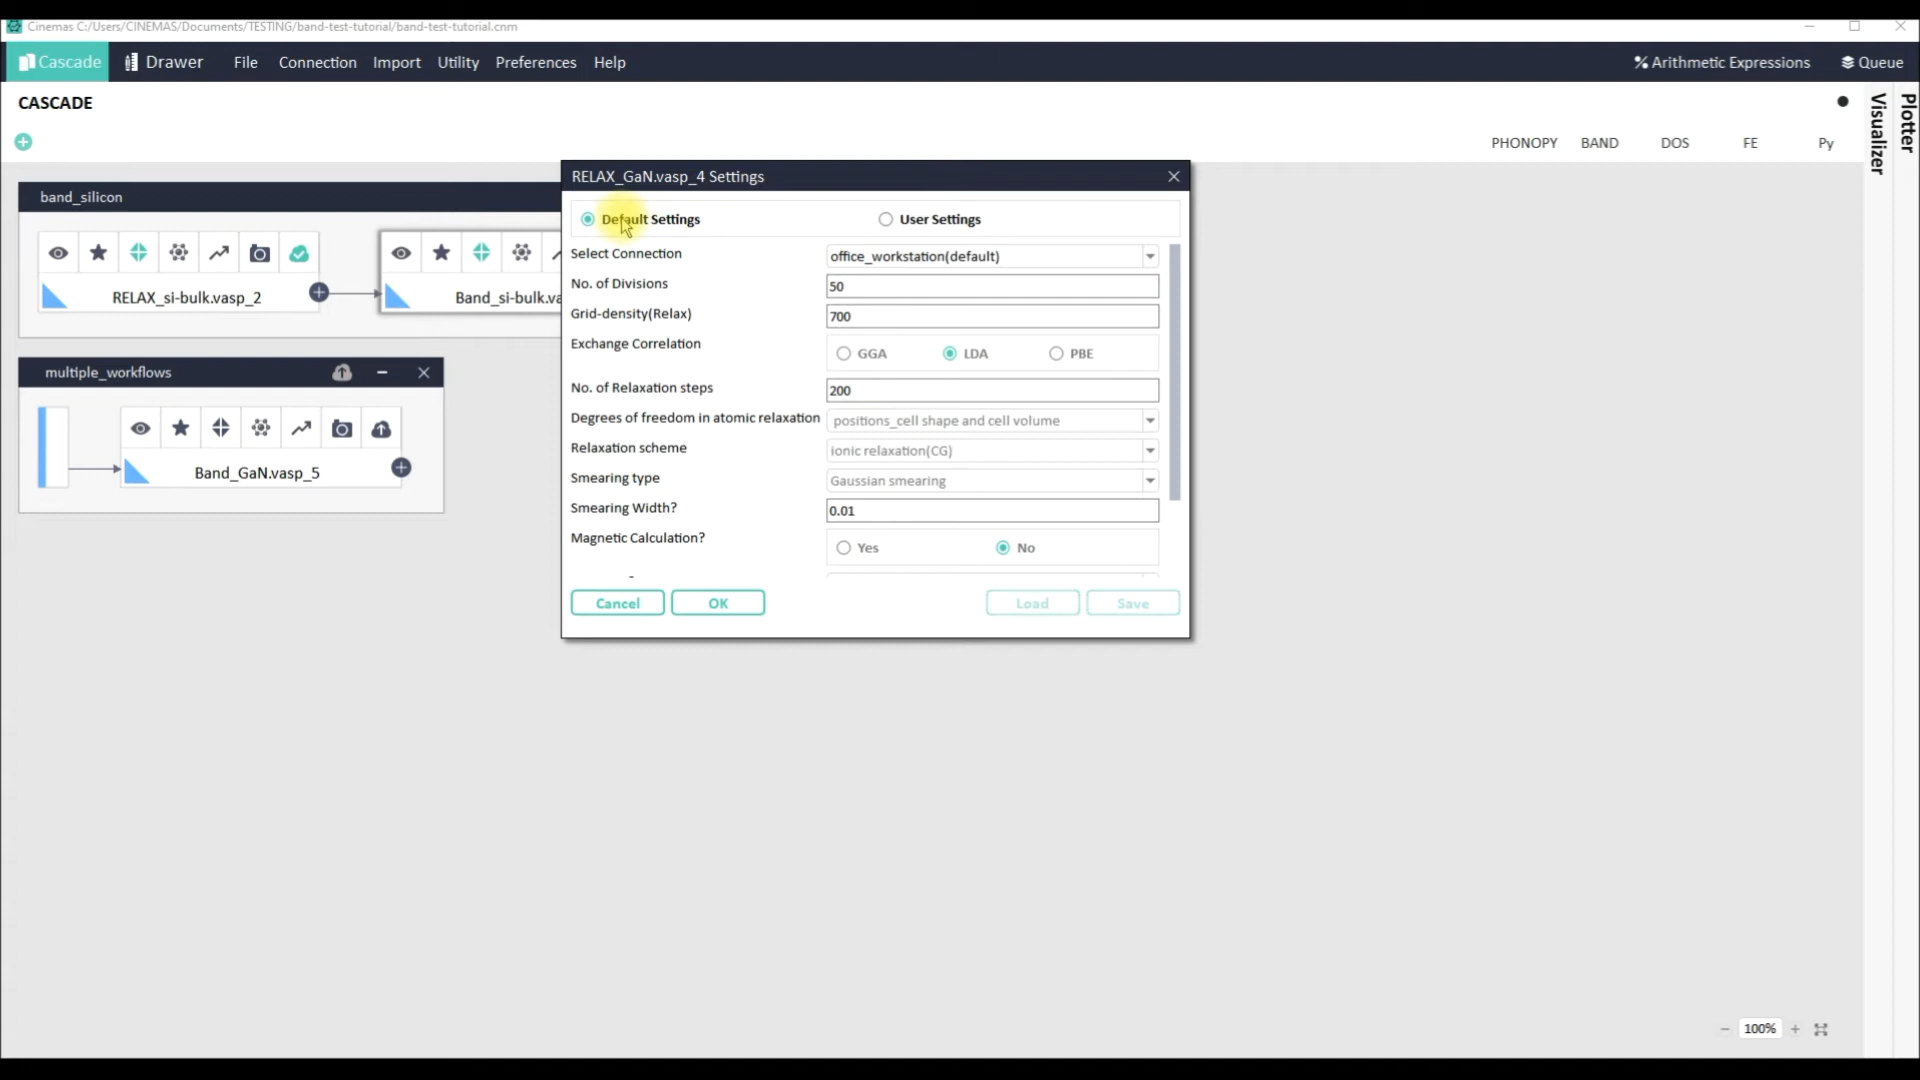 Cinemas C:/Users/CINEMAS/Documents/TESTING/band-test-tutorial/band-test-tutorial.cnm
Cascade Drawer File Connection Import Utility Preferences Help Arithmetic Expressions Queue
CASCADE
PHONOPY BAND DOS FE Py
Visualizer
Plotter
band_silicon
RELAX_si-bulk.vasp_2
Band_si-bulk.va
multiple_workflows
Band_GaN.vasp_5
RELAX_GaN.vasp_4 Settings
Default Settings User Settings
Select Connection office_workstation(default)
No. of Divisions 50
Grid-density(Relax) 700
Exchange Correlation GGA LDA PBE
No. of Relaxation steps 200
Degrees of freedom in atomic relaxation positions_cell shape and cell volume
Relaxation scheme ionic relaxation(CG)
Smearing type Gaussian smearing
Smearing Width? 0.01
Magnetic Calculation? Yes No
Cancel OK Load Save
100%